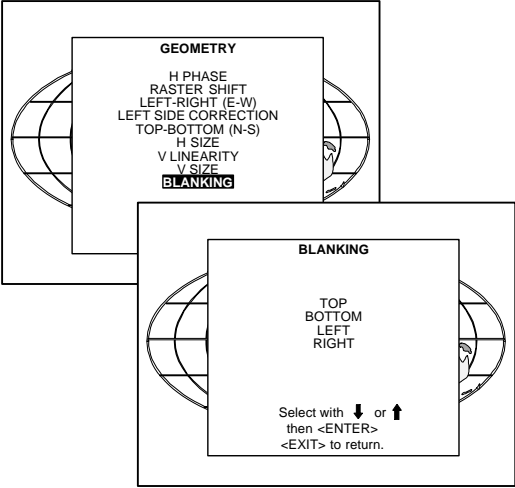 GEOMETRY
H PHASE
RASTER SHIFT
LEFT-RIGHT (E-W)
LEFT SIDE CORRECTION
TOP-BOTTOM (N-S)
H SIZE
V LINEARITY
V SIZE
BLANKING
BLANKING
TOP
BOTTOM
LEFT
RIGHT
Select with ⬇ or ⬆
then <ENTER>
<EXIT> to return.